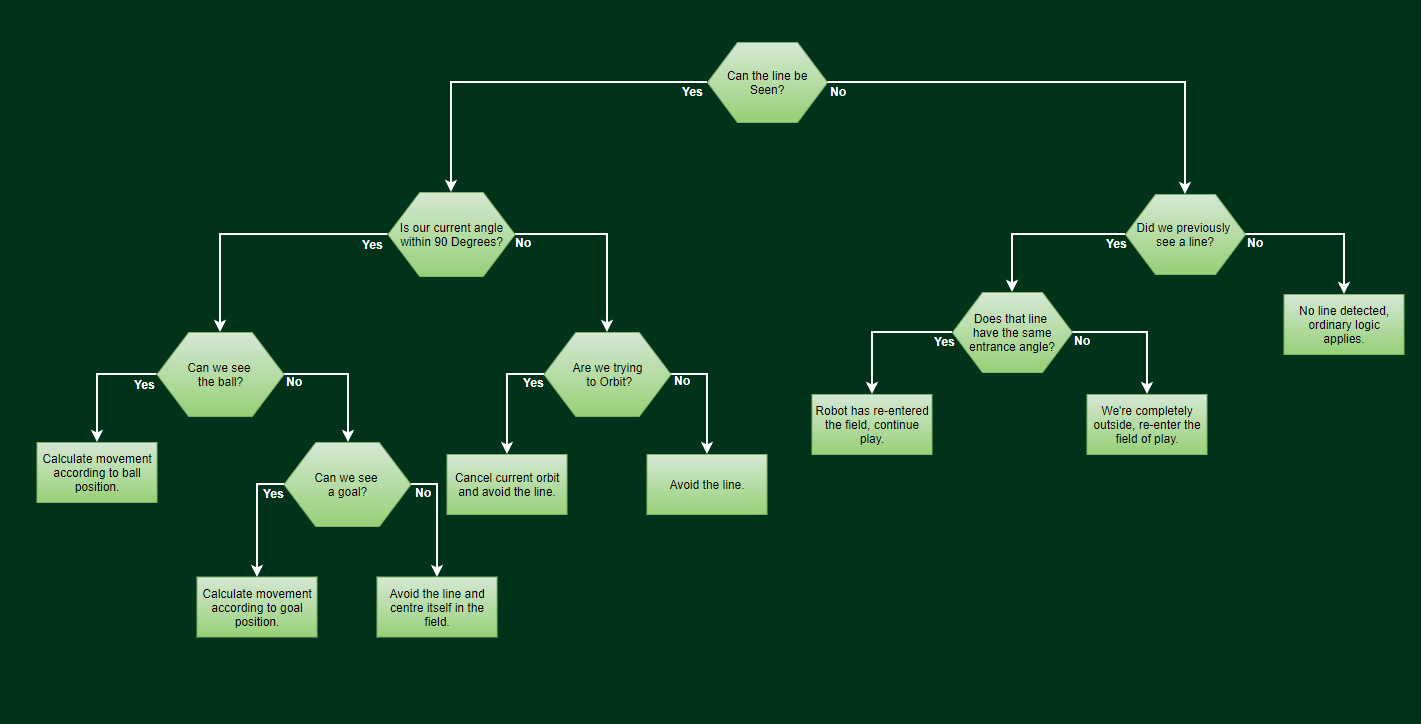 Can the line be
Seen?
Yes
No
Is our current angle
within 90 Degrees?
Yes
No
Did we previously
see a line?
Yes
No
Can we see
the ball?
Yes
No
Are we trying
to Orbit?
Yes
No
Does that line
have the same
entrance angle?
Yes
No
No line detected,
ordinary logic
applies.
Calculate movement
according to ball
position.
Can we see
a goal?
Yes
No
Cancel current orbit
and avoid the line.
Avoid the line.
Robot has re-entered
the field, continue
play.
We're completely
outside, re-enter the
field of play.
Calculate movement
according to goal
position.
Avoid the line and
centre itself in the
field.